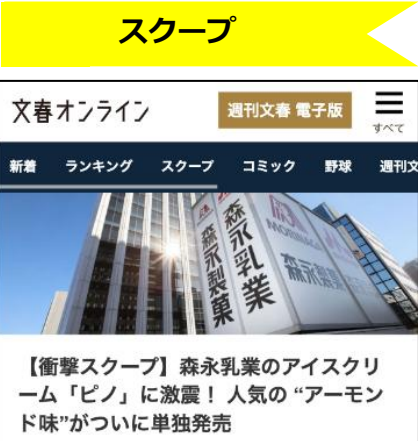 スクープ
文春オンライン
週刊文春 電子版
すべて
新着 ランキング スクープ コミック 野球 週刊文
森永乳業
森永製菓
MORINAGA
【衝撃スクープ】森永乳業のアイスクリ
ーム「ピノ」に激震！ 人気の “アーモン
ド味”がついに単独発売